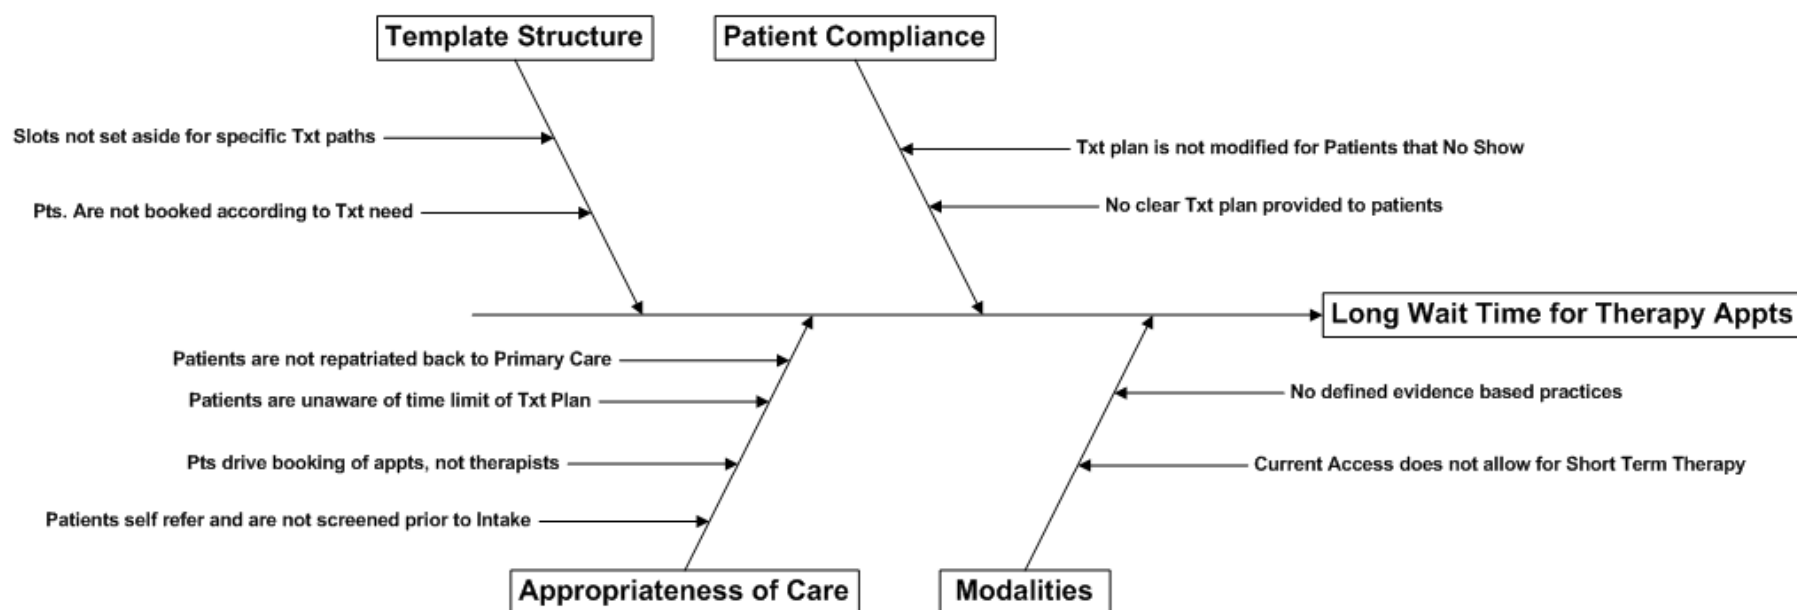 Template Structure
Patient Compliance
Slots not set aside for specific Txt paths
Pts. Are not booked according to Txt need
Txt plan is not modified for Patients that No Show
No clear Txt plan provided to patients
Long Wait Time for Therapy Appts
Patients are not repatriated back to Primary Care
Patients are unaware of time limit of Txt Plan
Pts drive booking of appts, not therapists
Patients self refer and are not screened prior to Intake
No defined evidence based practices
Current Access does not allow for Short Term Therapy
Appropriateness of Care
Modalities